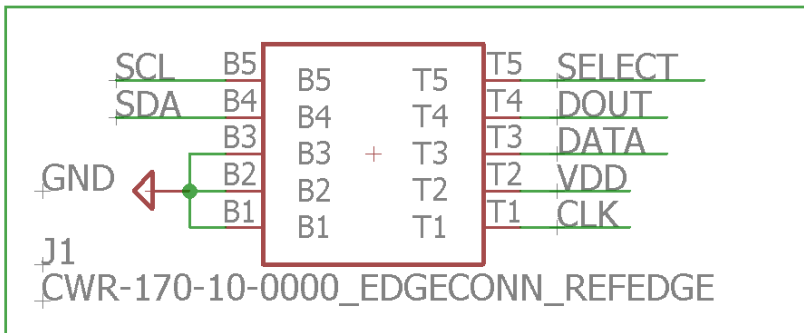 SCL B5 B5 T5 T5 SELECT
SDA B4 B4 T4 T4 DOUT
B3 B3 T3 T3 DATA
GND B2 B2 T2 T2 VDD
B1 B1 T1 T1 CLK
J1
CWR-170-10-0000_EDGECONN_REFEDGE